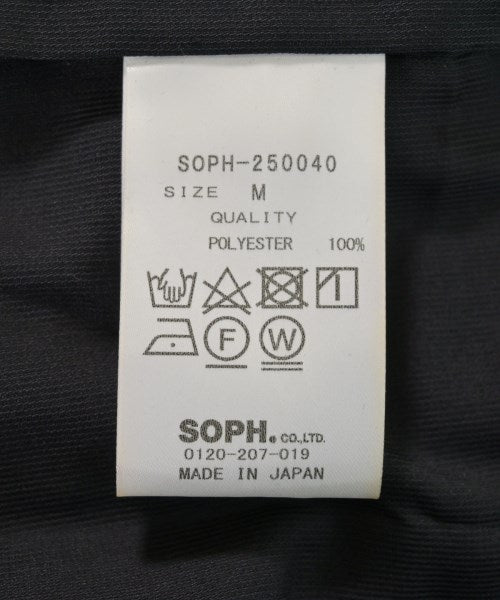 SOPH-250040
SIZE M
QUALITY
POLYESTER 100%
F W
SOPH. CO.,LTD.
0120-207-019
MADE IN JAPAN